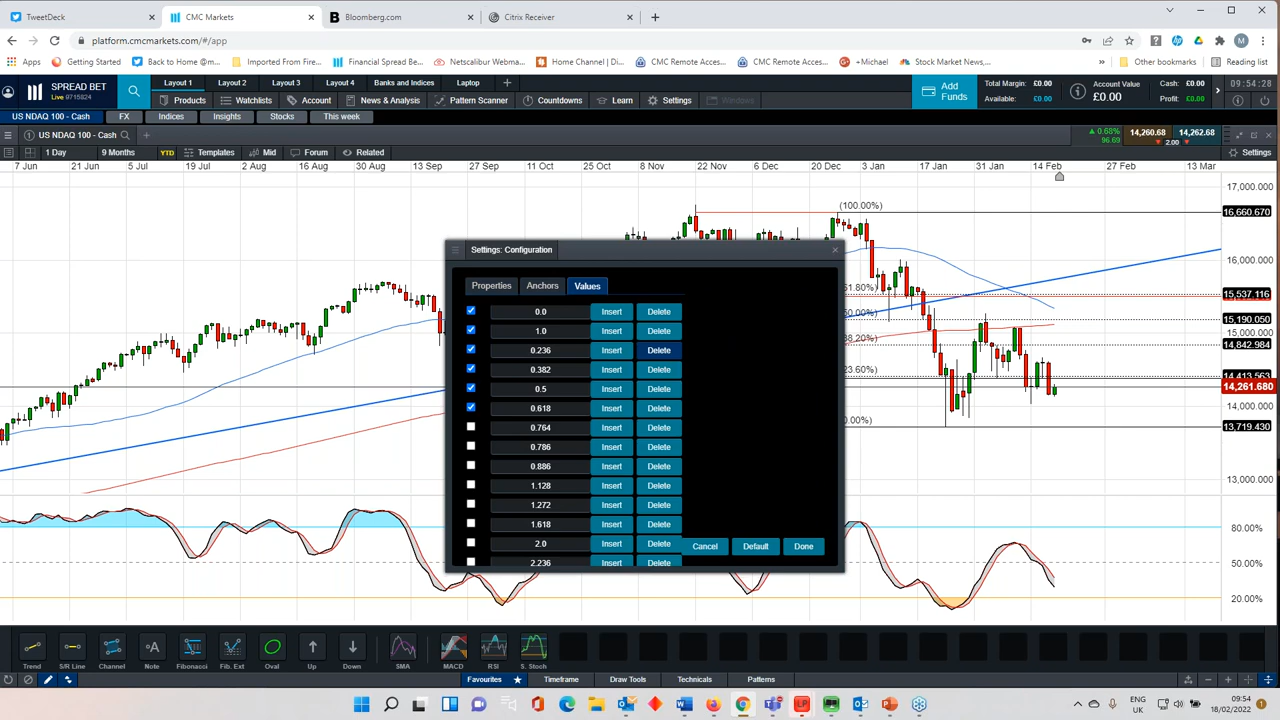 TweetDeck
CMC Markets
Bloomberg.com
Citrix Receiver
platform.cmcmarkets.com/#/app
Apps
Getting Started
Back to Home @m...
Imported From Fire...
Financial Spread Be...
Netscalibur Webma...
Home Channel | Di...
CMC Remote Acces...
CMC Remote Acces...
+Michael
Stock Market News,...
Other bookmarks
Reading list
SPREAD BET
Live 9715824
Layout 1
Layout 2
Layout 3
Layout 4
Banks and Indices
Laptop
Products
Watchlists
Account
News & Analysis
Pattern Scanner
Countdowns
Learn
Settings
Windows
Add Funds
Total Margin: £0.00
Available: £0.00
Account Value
£0.00
Cash: £0.00
Profit: £0.00
09:54:28
US NDAQ 100 - Cash
FX
Indices
Insights
Stocks
This week
US NDAQ 100 - Cash
0.68%
96.69
14,260.68
14,262.68
2.00
1 Day
9 Months
YTD
Templates
Mid
Forum
Related
Settings
7 Jun
21 Jun
5 Jul
19 Jul
2 Aug
16 Aug
30 Aug
13 Sep
27 Sep
11 Oct
25 Oct
8 Nov
22 Nov
6 Dec
20 Dec
3 Jan
17 Jan
31 Jan
14 Feb
27 Feb
13 Mar
17,000.000
(100.00%)
16,660.670
16,000.000
15,537.116
15,190.050
15,000.000
14,842.984
14,413.563
14,261.680
14,000.000
13,719.430
13,000.000
80.00%
50.00%
20.00%
Settings: Configuration
Properties
Anchors
Values
0.0 Insert Delete
1.0 Insert Delete
0.236 Insert Delete
0.382 Insert Delete
0.5 Insert Delete
0.618 Insert Delete
0.764 Insert Delete
0.786 Insert Delete
0.886 Insert Delete
1.128 Insert Delete
1.272 Insert Delete
1.618 Insert Delete
2.0 Insert Delete
2.236 Insert Delete
Cancel
Default
Done
Trend
S/R Line
Channel
Note
Fibonacci
Fib. Ext
Oval
Up
Down
SMA
MACD
RSI
S. Stoch
Favourites
Timeframe
Draw Tools
Technicals
Patterns
ENG
UK
09:54
18/02/2022